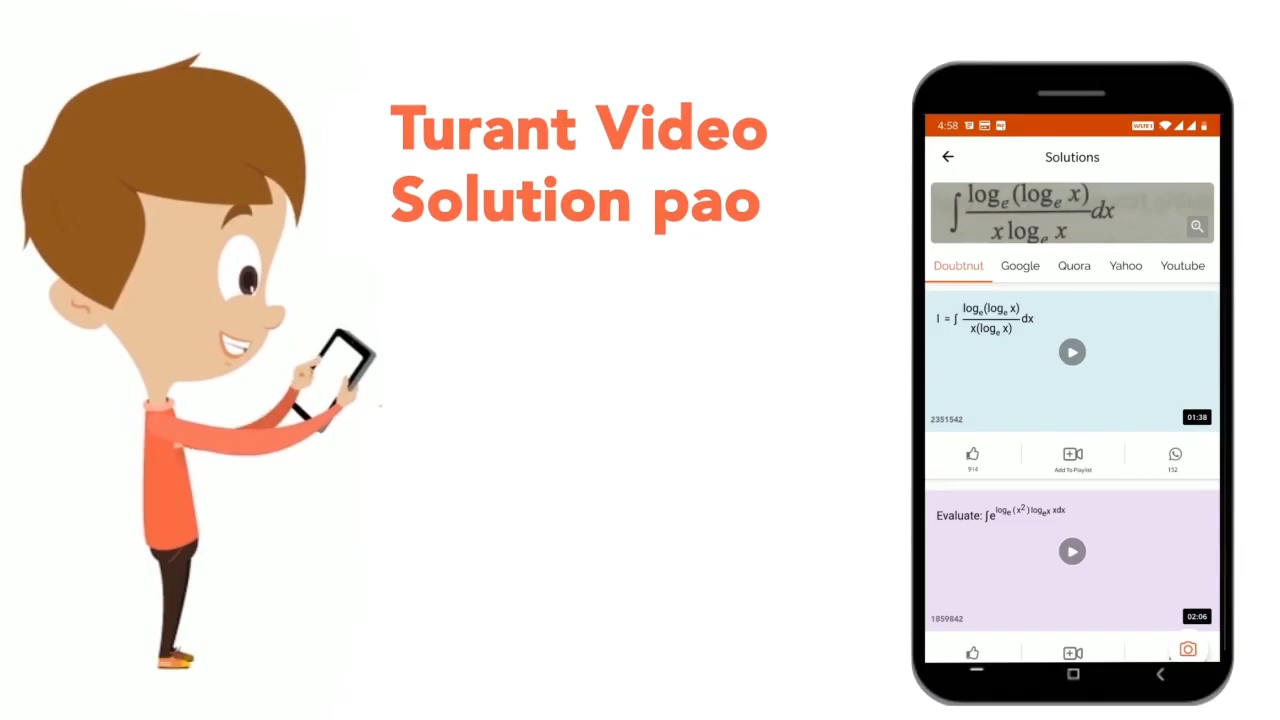 Turant Video
Solution pao
4:58
VoLTE1
Solutions
∫ logₑ(logₑ x) / x logₑ x dx
Doubtnut Google Quora Yahoo Youtube
I = ∫ logₑ(logₑ x) / x(logₑ x) dx
2351542 01:38
914 Add To Playlist 152
Evaluate: ∫e^logₑ(x²)logₑx xdx
1859842 02:06